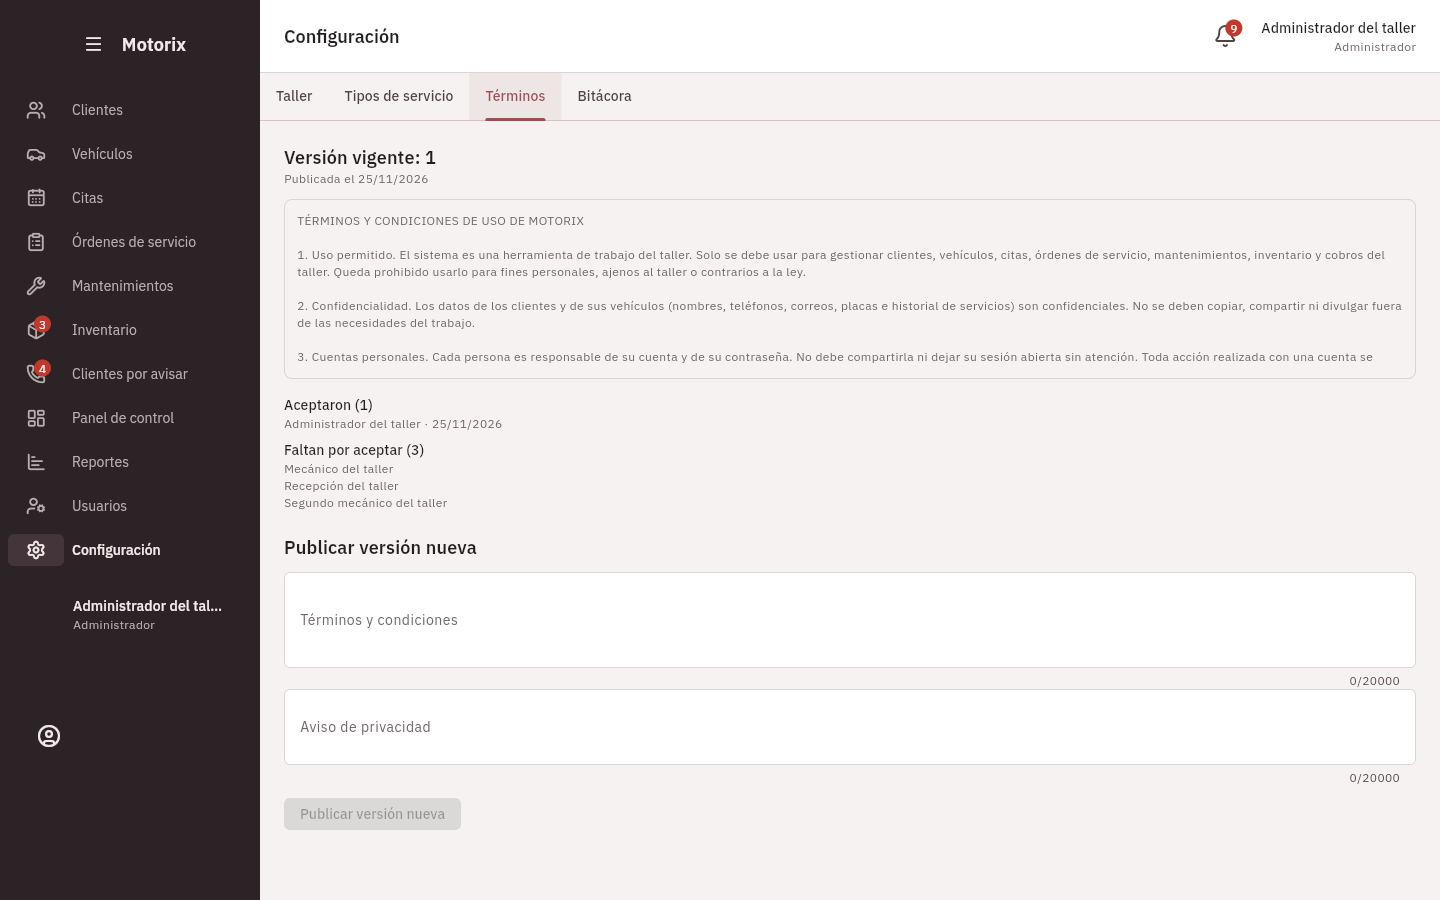 Motorix
Clientes
Vehículos
Citas
Órdenes de servicio
Mantenimientos
3
Inventario
4
Clientes por avisar
Panel de control
Reportes
Usuarios
Configuración
Administrador del tal...
Administrador
Configuración
9
Administrador del taller
Administrador
Taller
Tipos de servicio
Términos
Bitácora
Versión vigente: 1
Publicada el 25/11/2026
TÉRMINOS Y CONDICIONES DE USO DE MOTORIX
1. Uso permitido. El sistema es una herramienta de trabajo del taller. Solo se debe usar para gestionar clientes, vehículos, citas, órdenes de servicio, mantenimientos, inventario y cobros del
taller. Queda prohibido usarlo para fines personales, ajenos al taller o contrarios a la ley.
2. Confidencialidad. Los datos de los clientes y de sus vehículos (nombres, teléfonos, correos, placas e historial de servicios) son confidenciales. No se deben copiar, compartir ni divulgar fuera
de las necesidades del trabajo.
3. Cuentas personales. Cada persona es responsable de su cuenta y de su contraseña. No debe compartirla ni dejar su sesión abierta sin atención. Toda acción realizada con una cuenta se
Aceptaron (1)
Administrador del taller · 25/11/2026
Faltan por aceptar (3)
Mecánico del taller
Recepción del taller
Segundo mecánico del taller
Publicar versión nueva
Términos y condiciones
0/20000
Aviso de privacidad
0/20000
Publicar versión nueva